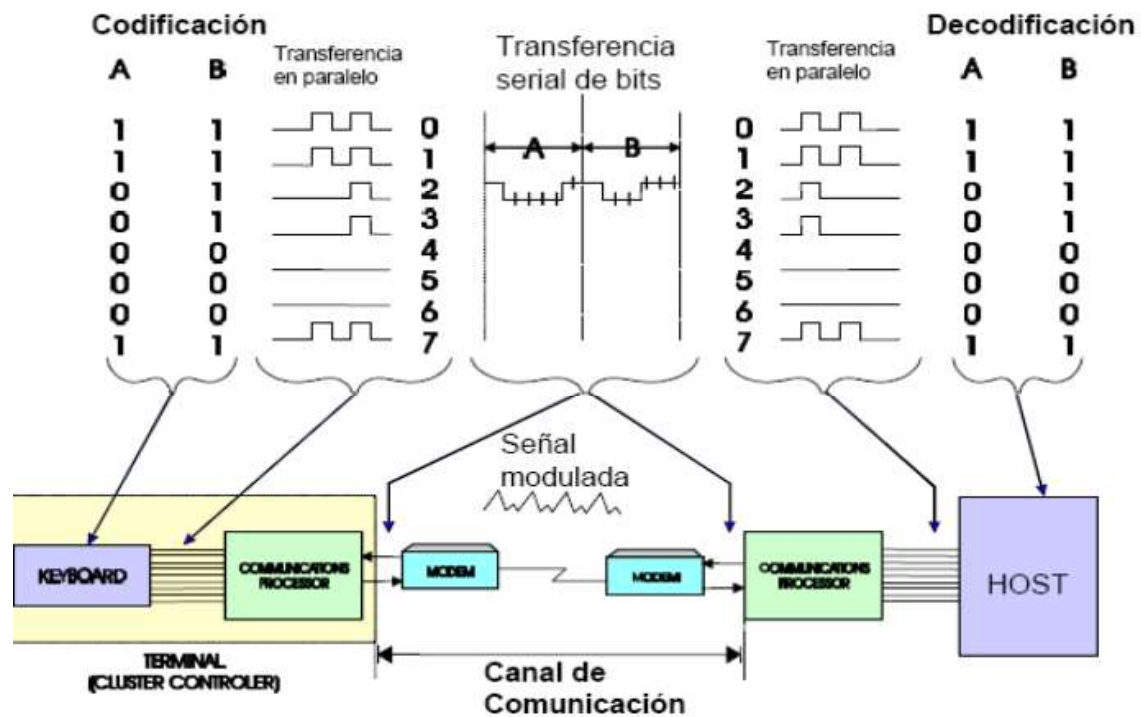 Codificación
Decodificación
Transferencia
en paralelo
Transferencia
serial de bits
Transferencia
en paralelo
A B
A B
1 1 0
1 1 1
0 1 2
0 1 3
0 0 4
0 0 5
0 0 6
1 1 7
A B
0 1 1
1 1 1
2 0 1
3 0 1
4 0 0
5 0 0
6 0 0
7 1 1
Señal
modulada
KEYBOARD
COMMUNICATIONS
PROCESSOR
MODEM
MODEM
COMMUNICATIONS
PROCESSOR
HOST
TERMINAL
(CLUSTER CONTROLER)
Canal de
Comunicación